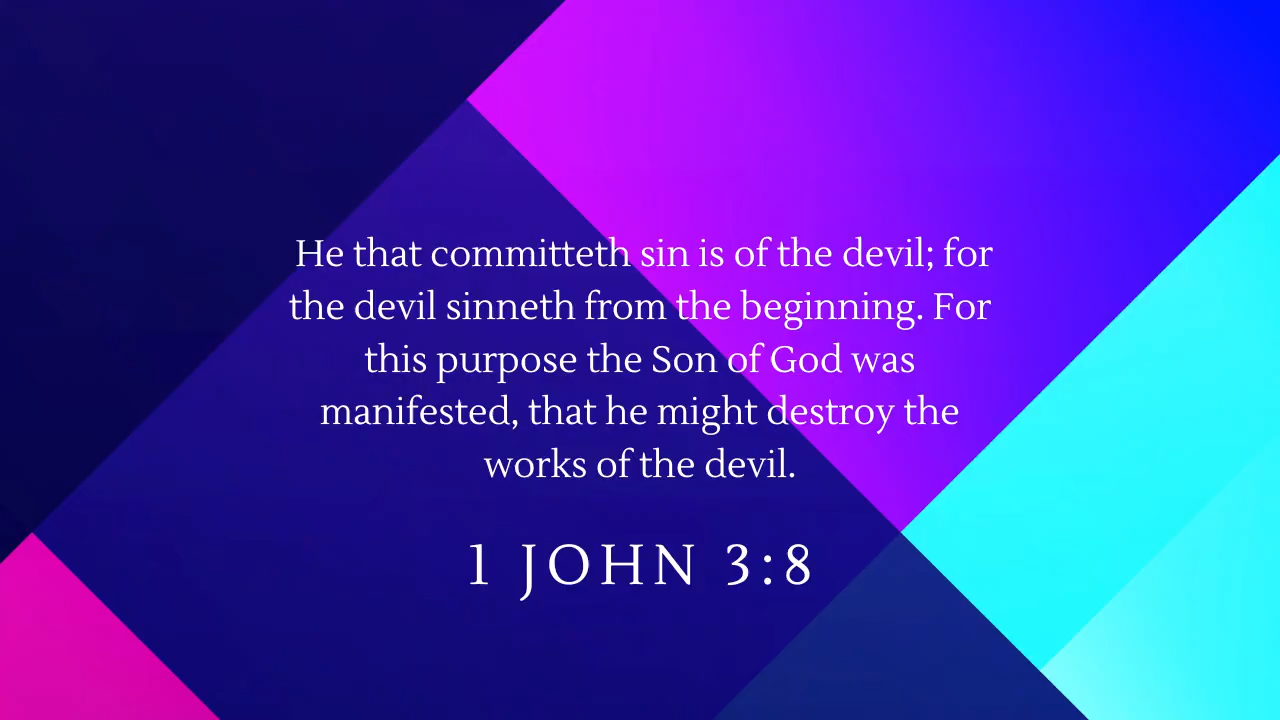 He that committeth sin is of the devil; for
the devil sinneth from the beginning. For
this purpose the Son of God was
manifested, that he might destroy the
works of the devil.
1 JOHN 3:8